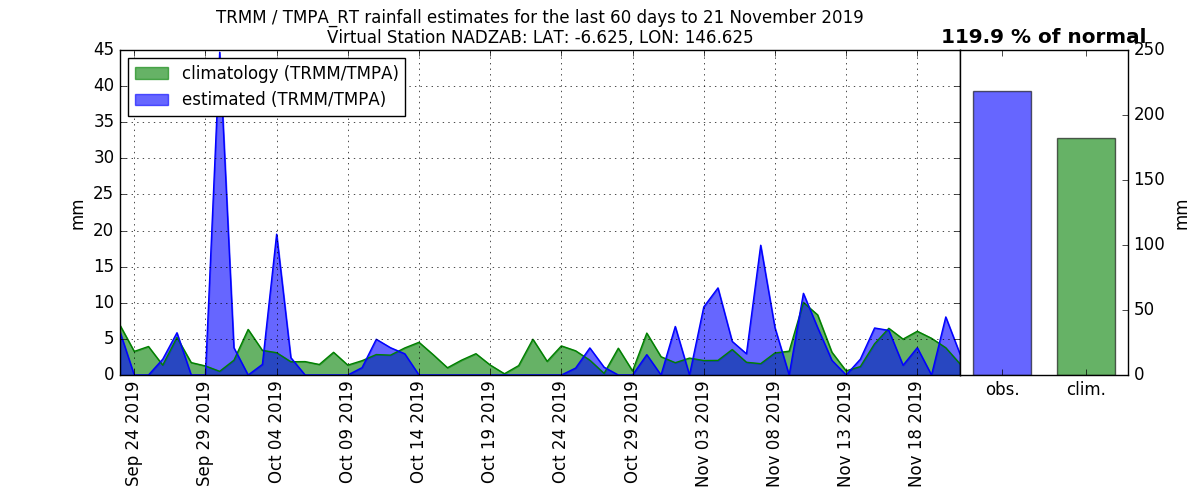 TRMM / TMPA_RT rainfall estimates for the last 60 days to 21 November 2019
Virtual Station NADZAB: LAT: -6.625, LON: 146.625
119.9 % of normal
climatology (TRMM/TMPA)
estimated (TRMM/TMPA)
45
40
35
30
25
20
15
10
5
0
mm
Sep 24 2019
Sep 29 2019
Oct 04 2019
Oct 09 2019
Oct 14 2019
Oct 19 2019
Oct 24 2019
Oct 29 2019
Nov 03 2019
Nov 08 2019
Nov 13 2019
Nov 18 2019
obs.
clim.
250
200
150
100
50
0
mm